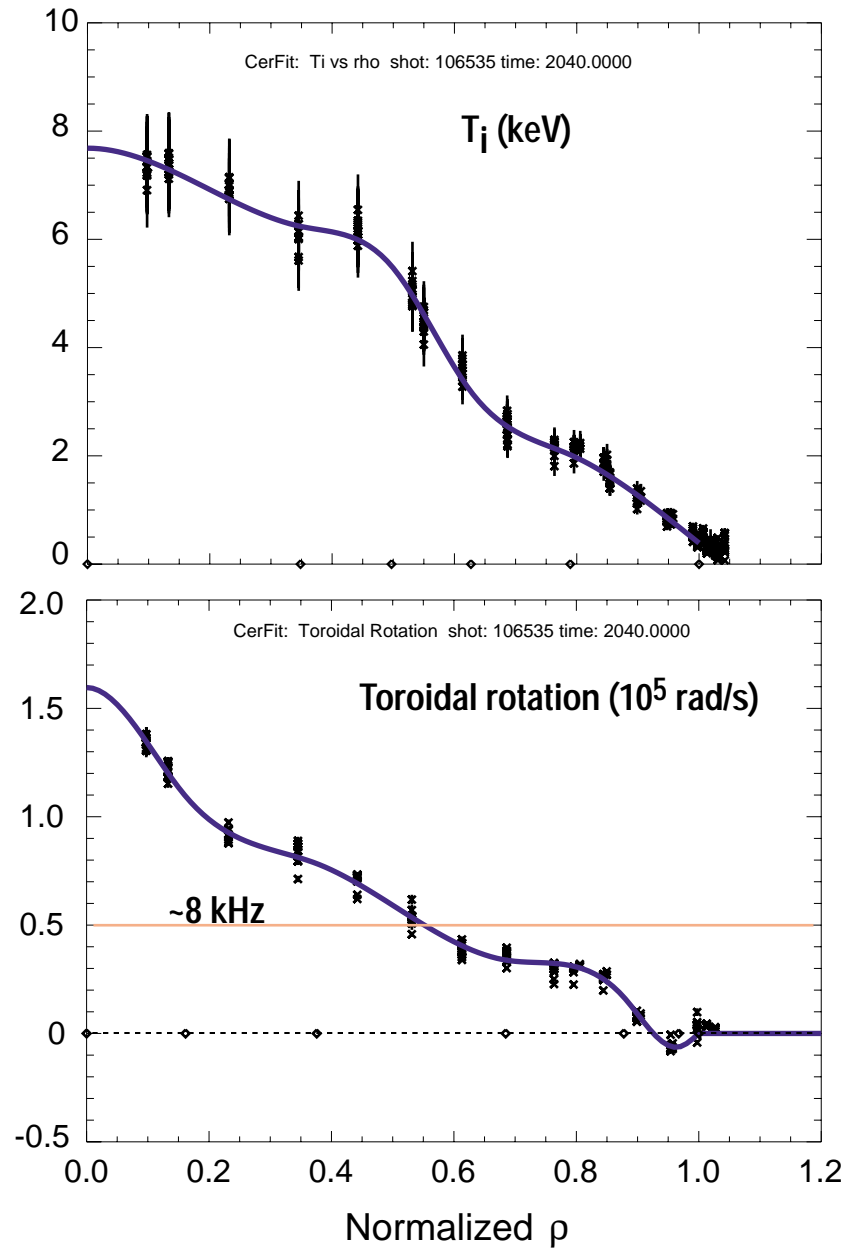 10
CerFit: Ti vs rho shot: 106535 time: 2040.0000
Ti (keV)
8
6
4
2
0
2.0
CerFit: Toroidal Rotation shot: 106535 time: 2040.0000
Toroidal rotation (10⁵ rad/s)
1.5
1.0
~8 kHz
0.5
0
-0.5
0.0 0.2 0.4 0.6 0.8 1.0 1.2
Normalized ρ